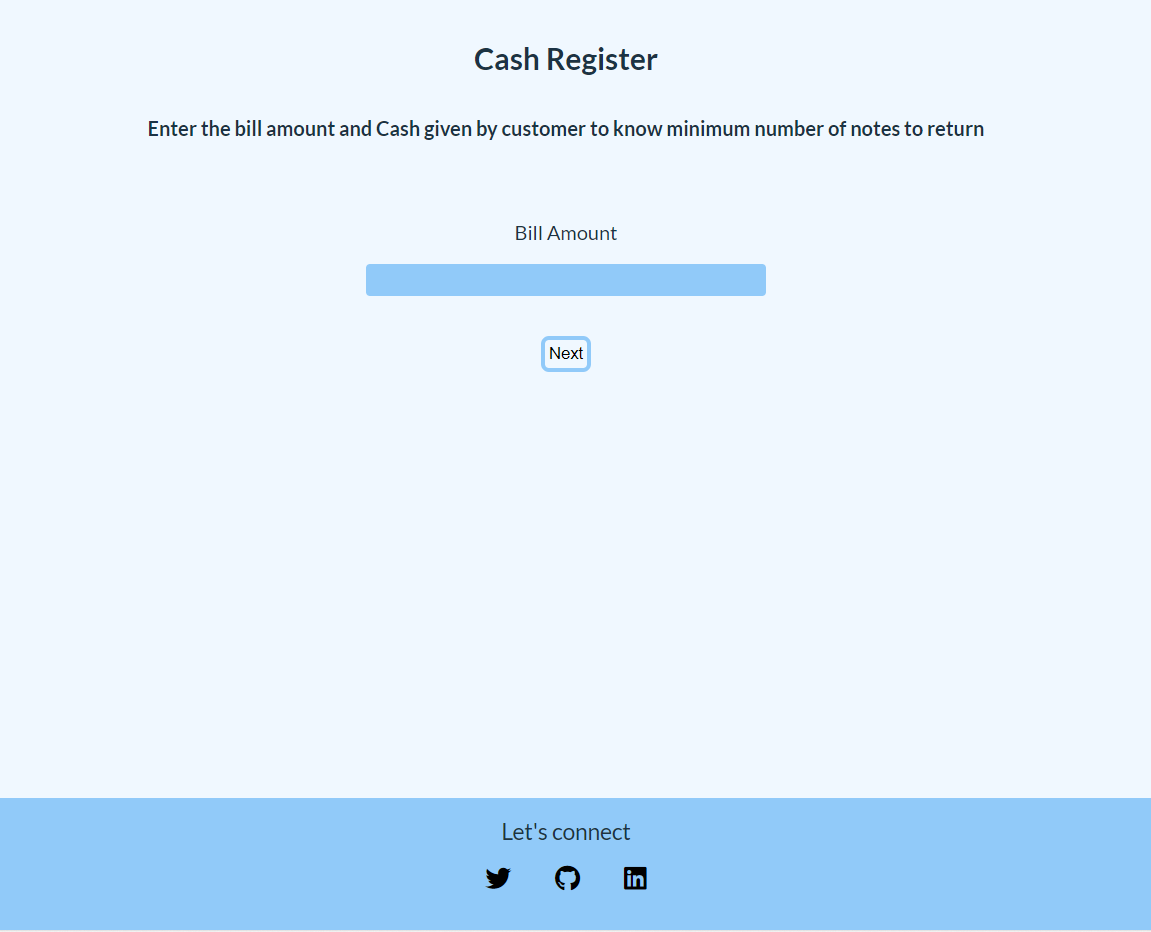 Cash Register
Enter the bill amount and Cash given by customer to know minimum number of notes to return
Bill Amount
Next
Let's connect